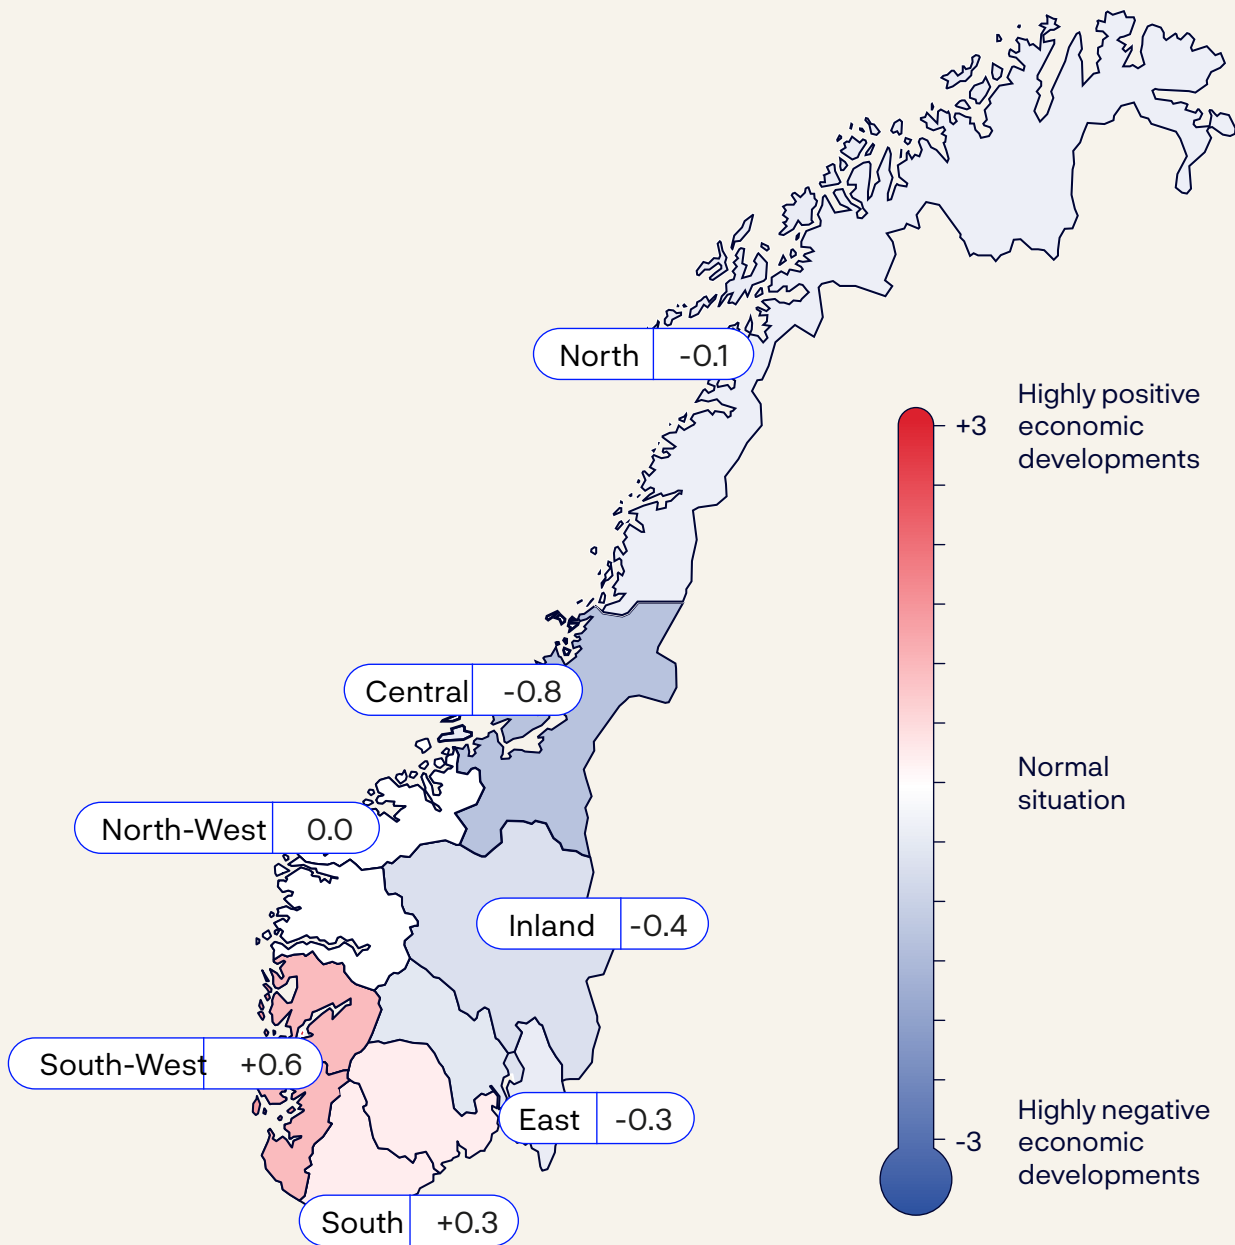 North -0.1
Highly positive
economic
developments
+3
Central -0.8
Normal
situation
North-West 0.0
Inland -0.4
South-West +0.6
East -0.3
Highly negative
economic
developments
-3
South +0.3